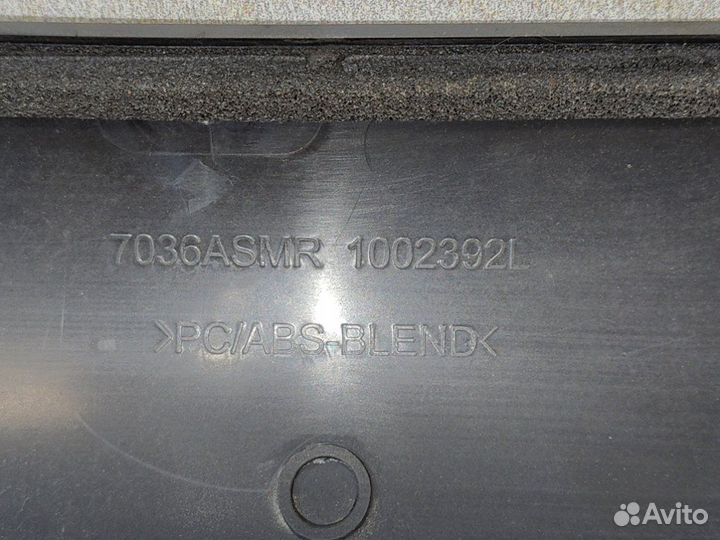 7036ASMR 1002392L
>PC/ABS-BLEND<
Avito